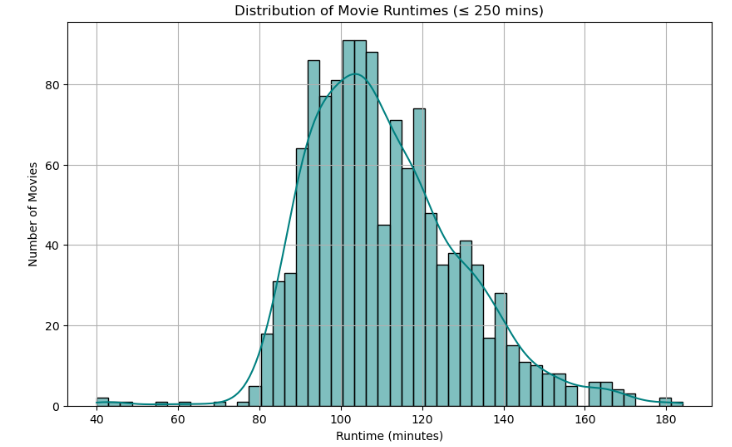 Distribution of Movie Runtimes (≤ 250 mins)
Number of Movies
80
60
40
20
0
40 60 80 100 120 140 160 180
Runtime (minutes)